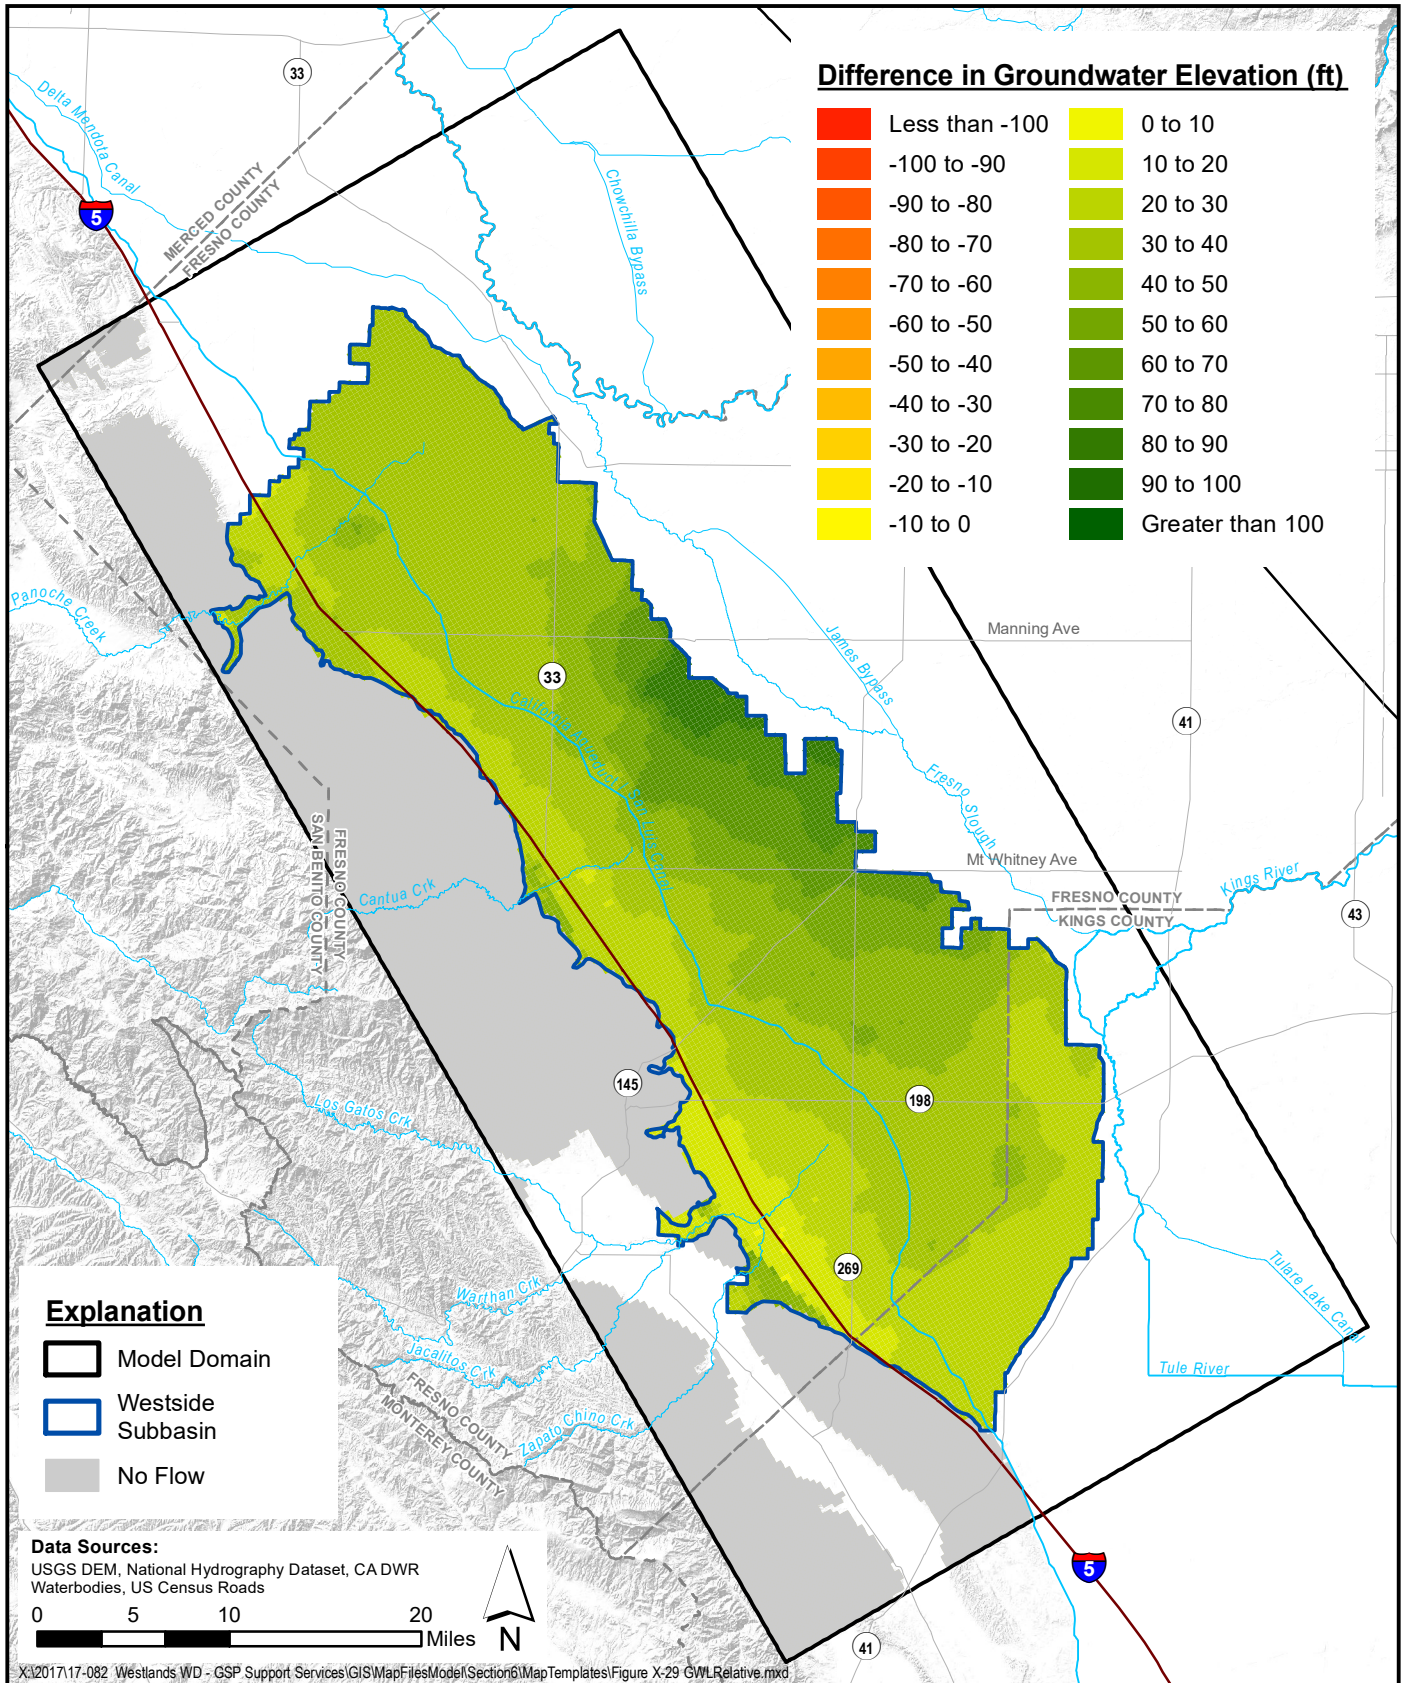 33
Delta Mendota Canal
5
MERCED COUNTY
FRESNO COUNTY
Chowchilla Bypass
Difference in Groundwater Elevation (ft)
Less than -100
-100 to -90
-90 to -80
-80 to -70
-70 to -60
-60 to -50
-50 to -40
-40 to -30
-30 to -20
-20 to -10
-10 to 0
0 to 10
10 to 20
20 to 30
30 to 40
40 to 50
50 to 60
60 to 70
70 to 80
80 to 90
90 to 100
Greater than 100
Panoche Creek
Manning Ave
James Bypass
33
41
California Aqueduct / San Luis Canal
Fresno Slough
SAN BENITO COUNTY
FRESNO COUNTY
Mt Whitney Ave
Cantua Crk
Kings River
FRESNO COUNTY
KINGS COUNTY
43
145
198
Los Gatos Crk
269
Tulare Lake Canal
Warthan Crk
Jacalitos Crk
Tule River
FRESNO COUNTY
MONTEREY COUNTY
Zapato Chino Crk
Explanation
Model Domain
Westside
Subbasin
No Flow
Data Sources:
USGS DEM, National Hydrography Dataset, CA DWR
Waterbodies, US Census Roads
0 5 10 20
Miles
N
5
41
X:\2017\17-082 Westlands WD - GSP Support Services\GIS\MapFilesModel\Section6\MapTemplates\Figure X-29 GWLRelative.mxd